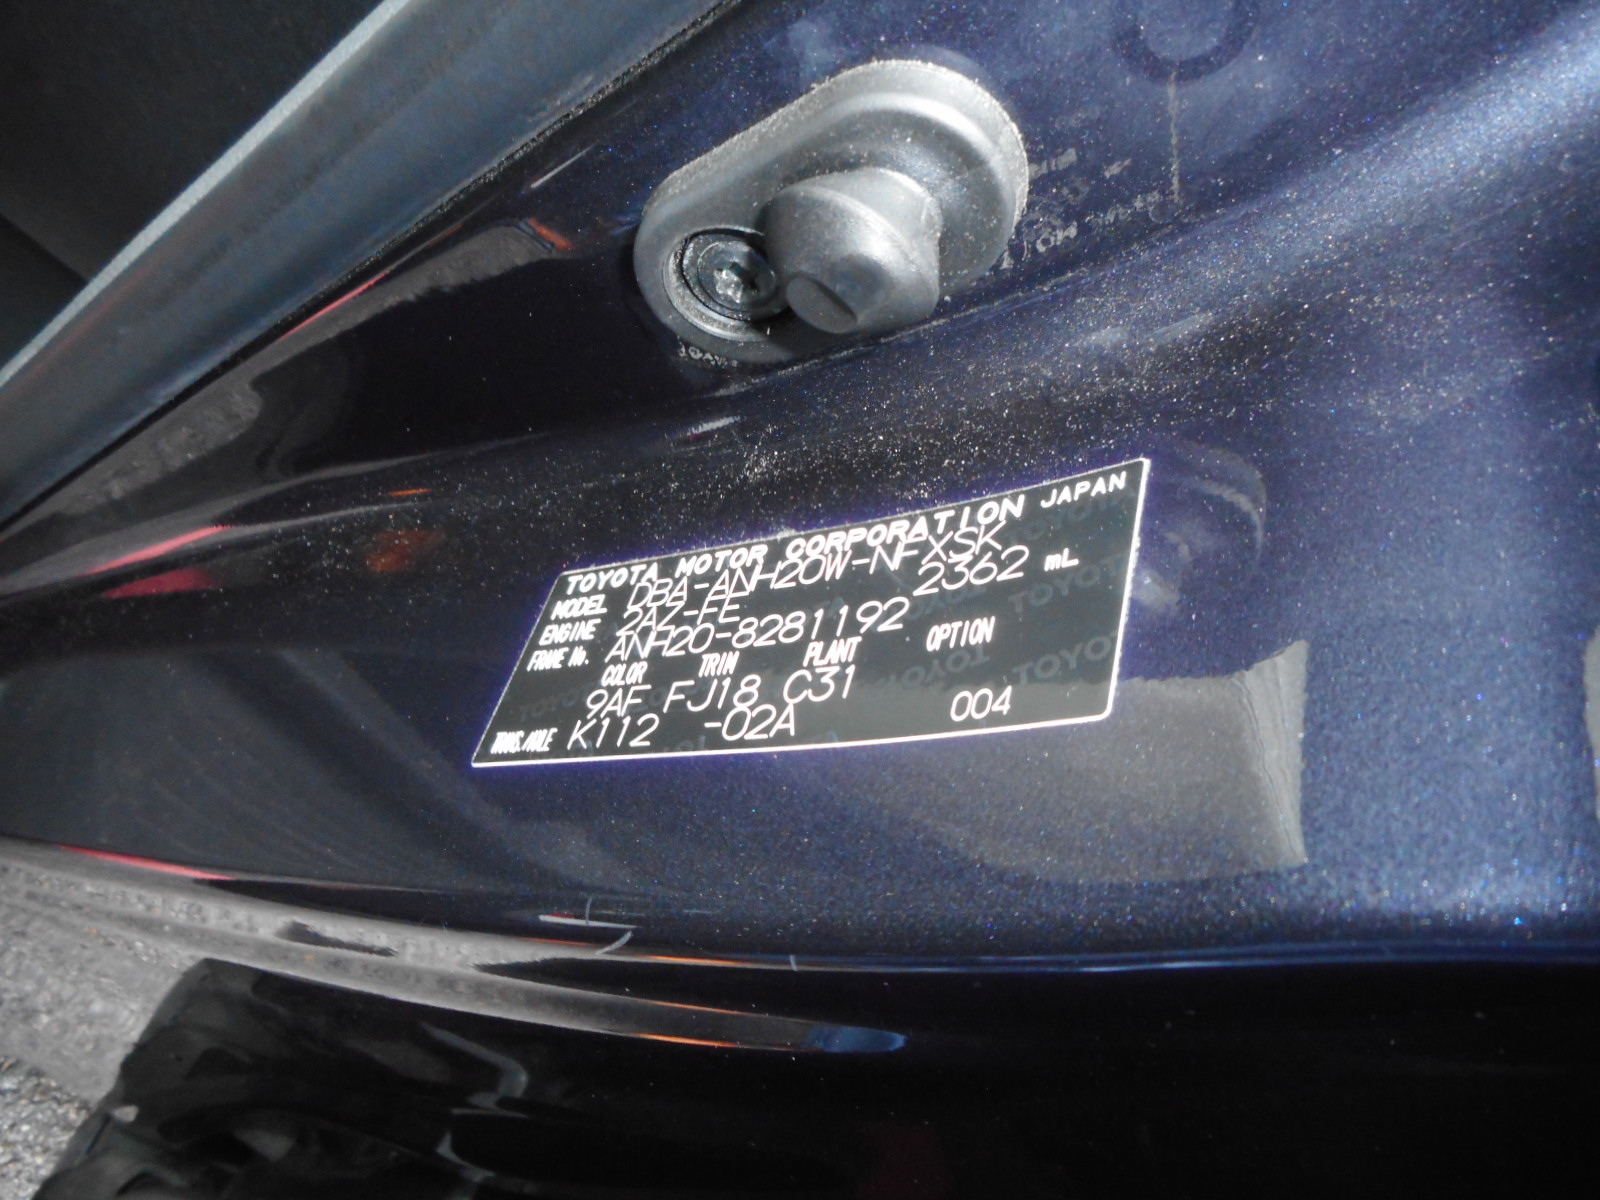 TOYOTA MOTOR CORPORATION JAPAN
MODEL DBA-ANH20W-NFXSK
ENGINE 2AZ-FE 2362 mL
FRAME No. ANH20-8281192
COLOR TRIM PLANT OPTION
9AF FJ18 C31
TRANS./AXLE K112 -02A 004